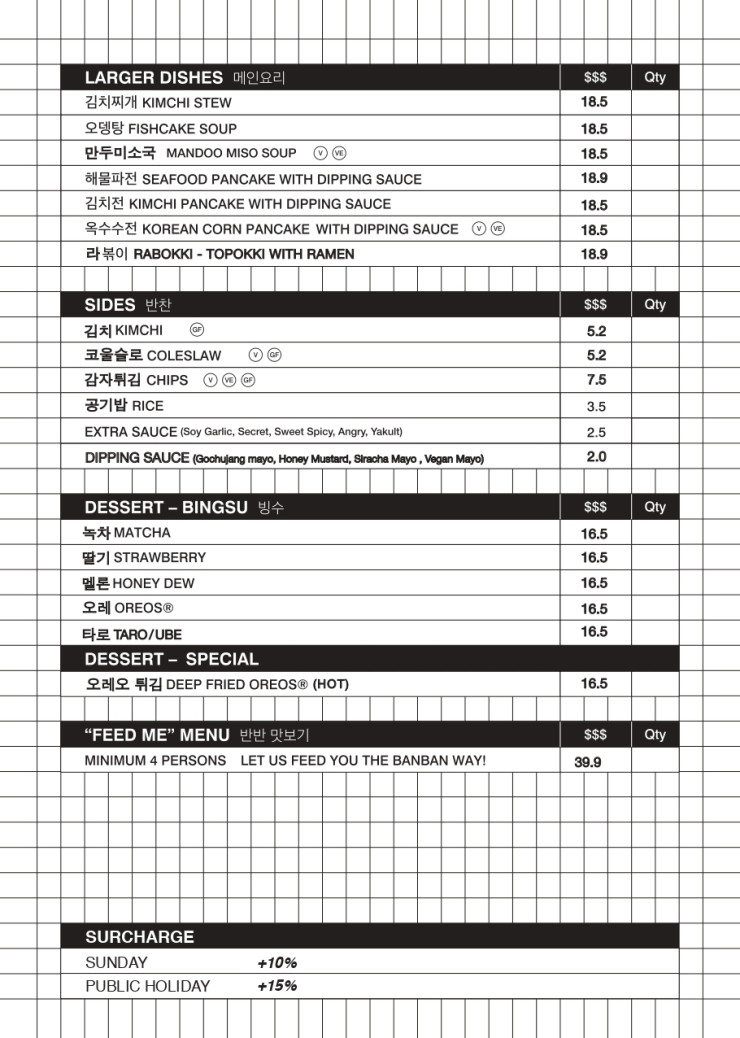 LARGER DISHES 메인요리 $$$ Qty
김치찌개 KIMCHI STEW 18.5
오뎅탕 FISHCAKE SOUP 18.5
만두미소국 MANDOO MISO SOUP V VE 18.5
해물파전 SEAFOOD PANCAKE WITH DIPPING SAUCE 18.9
김치전 KIMCHI PANCAKE WITH DIPPING SAUCE 18.5
옥수수전 KOREAN CORN PANCAKE WITH DIPPING SAUCE V VE 18.5
라볶이 RABOKKI - TOPOKKI WITH RAMEN 18.9
SIDES 반찬 $$$ Qty
김치 KIMCHI GF 5.2
코울슬로 COLESLAW V GF 5.2
감자튀김 CHIPS V VE GF 7.5
공기밥 RICE 3.5
EXTRA SAUCE (Soy Garlic, Secret, Sweet Spicy, Angry, Yakult) 2.5
DIPPING SAUCE (Gochujang mayo, Honey Mustard, Siracha Mayo , Vegan Mayo) 2.0
DESSERT – BINGSU 빙수 $$$ Qty
녹차 MATCHA 16.5
딸기 STRAWBERRY 16.5
멜론 HONEY DEW 16.5
오레 OREOS® 16.5
타로 TARO/UBE 16.5
DESSERT – SPECIAL
오레오 튀김 DEEP FRIED OREOS® (HOT) 16.5
“FEED ME” MENU 반반 맛보기 $$$ Qty
MINIMUM 4 PERSONS LET US FEED YOU THE BANBAN WAY! 39.9
SURCHARGE
SUNDAY +10%
PUBLIC HOLIDAY +15%